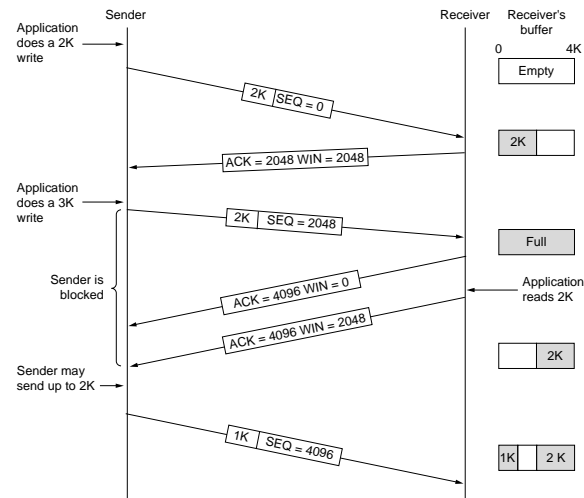 Sender
Receiver
Receiver's
buffer
Application
does a 2K
write
0 4K
Empty
2K SEQ = 0
2K
ACK = 2048 WIN = 2048
Application
does a 3K
write
2K SEQ = 2048
Full
Sender is
blocked
ACK = 4096 WIN = 0
Application
reads 2K
ACK = 4096 WIN = 2048
2K
Sender may
send up to 2K
1K SEQ = 4096
1K 2 K